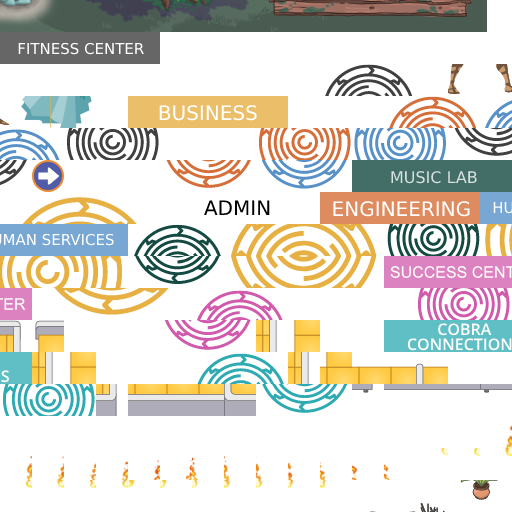 FITNESS CENTER
BUSINESS
MUSIC LAB
ADMIN
ENGINEERING
HU
UMAN SERVICES
SUCCESS CENT
TER
COBRA
CONNECTION
S